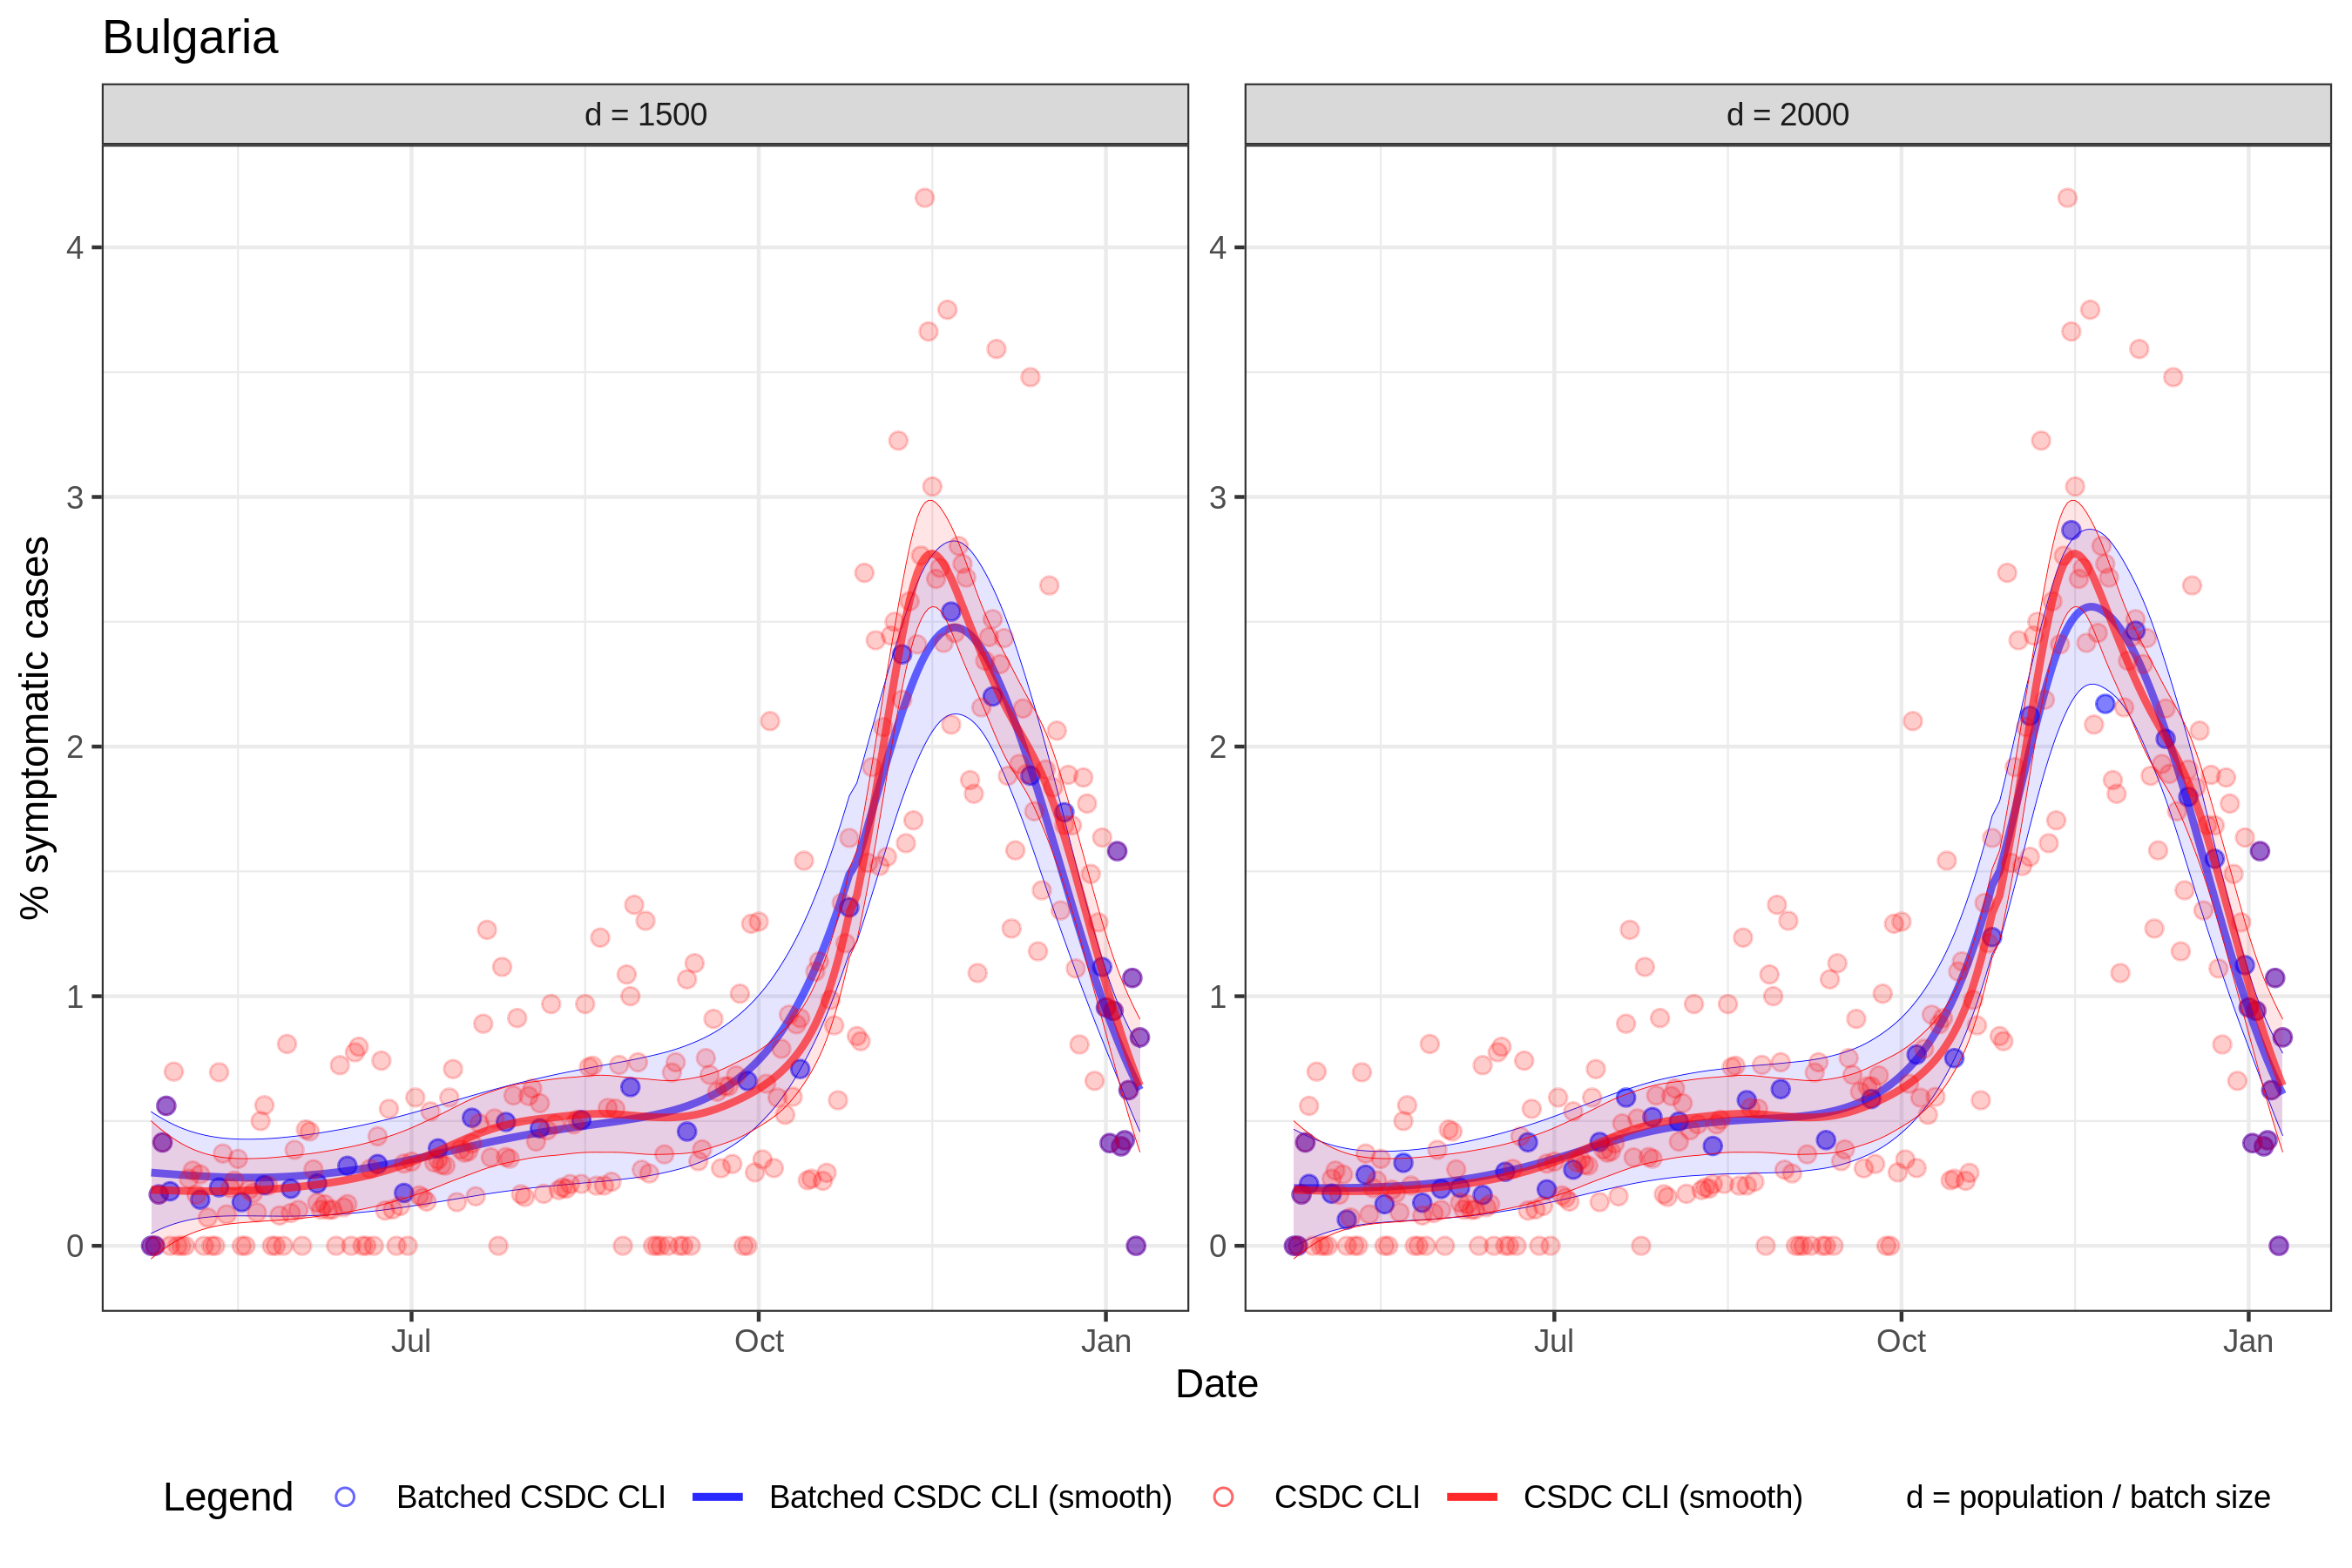 Bulgaria
d = 1500
d = 2000
% symptomatic cases
4
3
2
1
0
4
3
2
1
0
Jul
Oct
Jan
Jul
Oct
Jan
Date
Legend
Batched CSDC CLI
Batched CSDC CLI (smooth)
CSDC CLI
CSDC CLI (smooth)
d = population / batch size